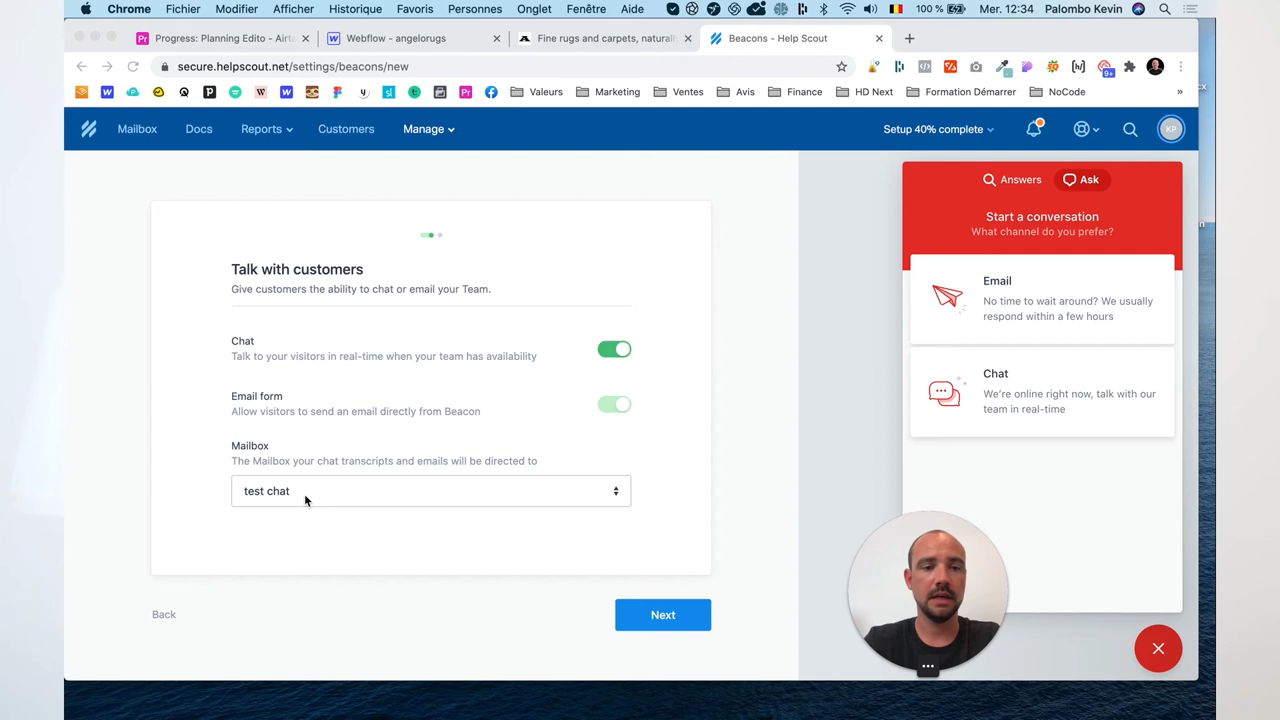 Chrome Fichier Modifier Afficher Historique Favoris Personnes Onglet Fenêtre Aide 100 % Mer. 12:34 Palombo Kevin
Progress: Planning Edito - Airt
Webflow - angelorugs
Fine rugs and carpets, natural
Beacons - Help Scout
secure.helpscout.net/settings/beacons/new
9+
Valeurs Marketing Ventes Avis Finance HD Next Formation Démarrer NoCode »
Mailbox Docs Reports Customers Manage Setup 40% complete KP
Talk with customers
Give customers the ability to chat or email your Team.
Chat
Talk to your visitors in real-time when your team has availability
Email form
Allow visitors to send an email directly from Beacon
Mailbox
The Mailbox your chat transcripts and emails will be directed to
test chat
Back
Next
Answers Ask
Start a conversation
What channel do you prefer?
Email
No time to wait around? We usually
respond within a few hours
Chat
We're online right now, talk with our
team in real-time